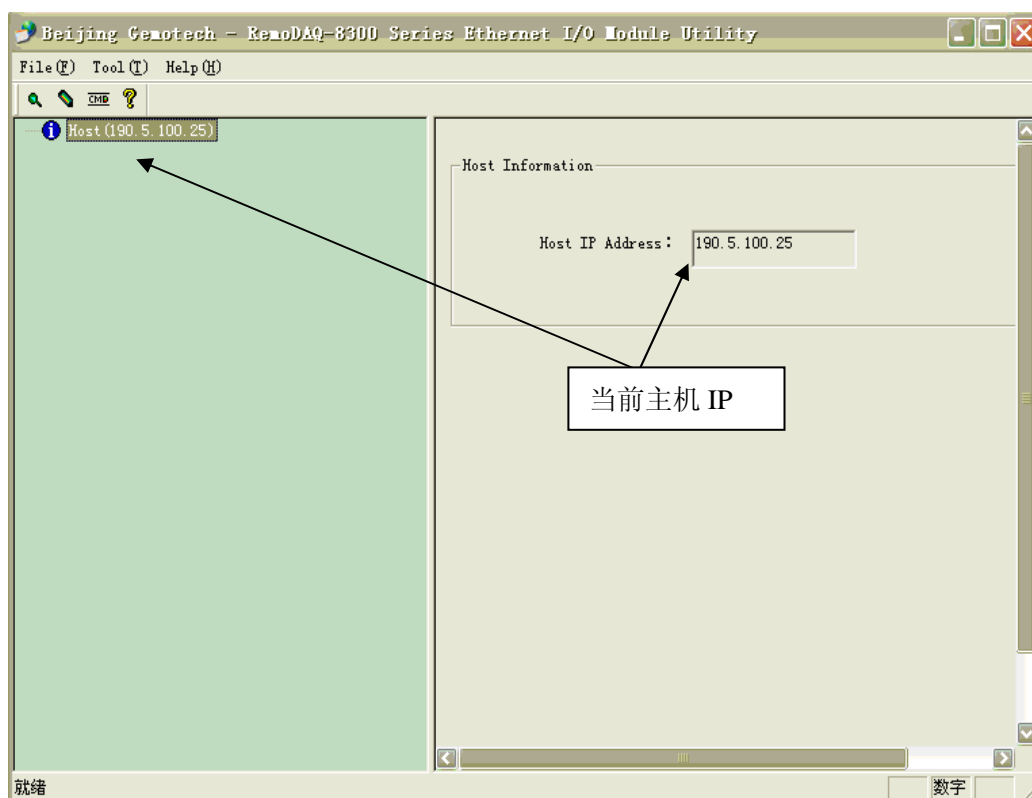 Beijing Gemotech - RemoDAQ-8300 Series Ethernet I/O Module Utility
File(F) Tool(T) Help(H)
CMD
Host(190.5.100.25)
Host Information
Host IP Address： 190.5.100.25
当前主机 IP
就绪
数字